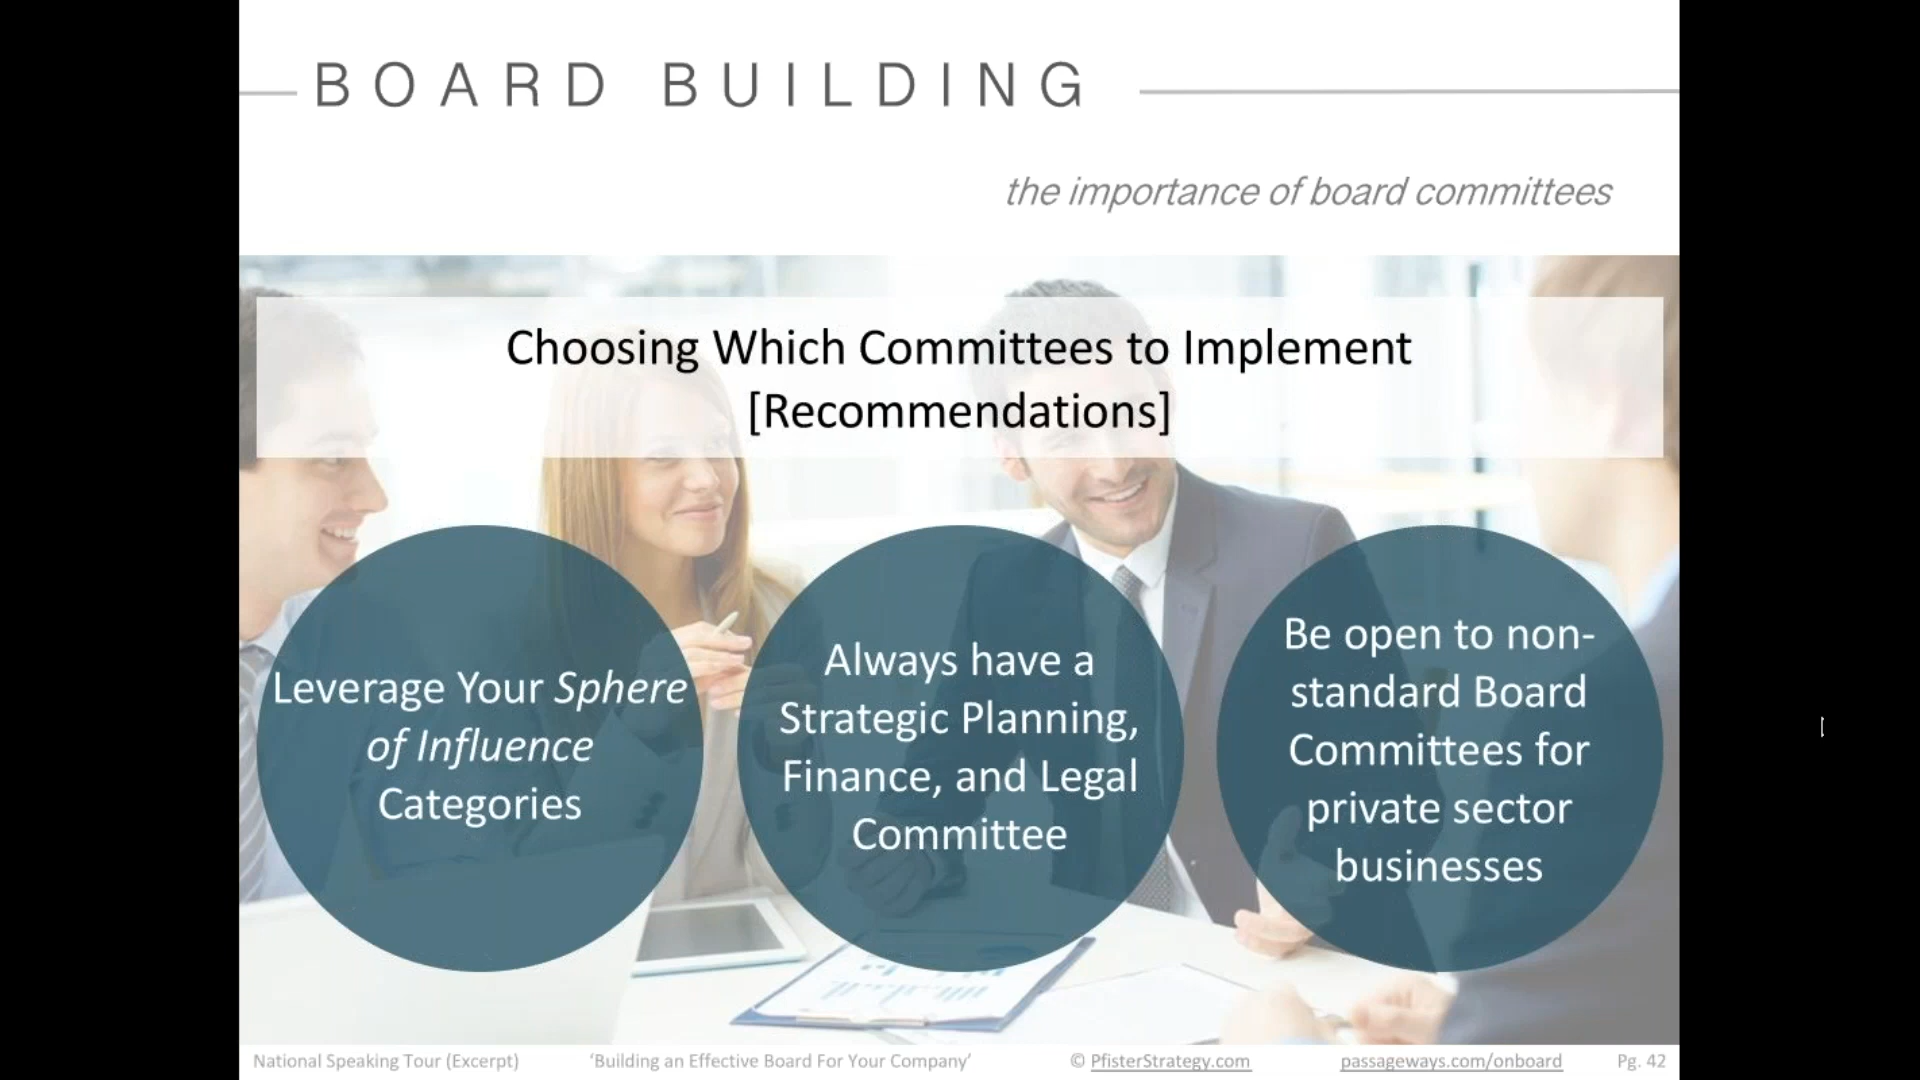 BOARD BUILDING
the importance of board committees
Choosing Which Committees to Implement
[Recommendations]
Leverage Your Sphere
of Influence
Categories
Always have a
Strategic Planning,
Finance, and Legal
Committee
Be open to non-
standard Board
Committees for
private sector
businesses
National Speaking Tour (Excerpt) ‘Building an Effective Board For Your Company’ © PfisterStrategy.com passageways.com/onboard Pg. 42